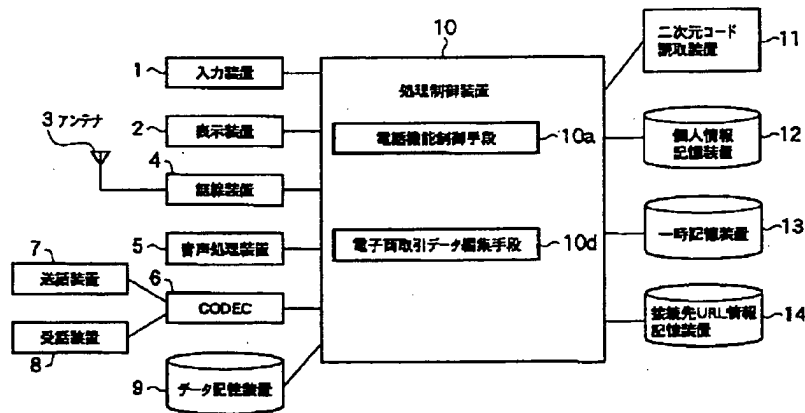 10
処理制御装置
電話機能制御手段
10a
電子商取引データ編集手段
10d
1
入力装置
2
表示装置
3 アンテナ
4
無線装置
5
音声処理装置
6
CODEC
7
送話装置
受話装置
8
9
データ記憶装置
二次元コード
読取装置
11
個人情報
記憶装置
12
一時記憶装置
13
接続先URL情報
記憶装置
14